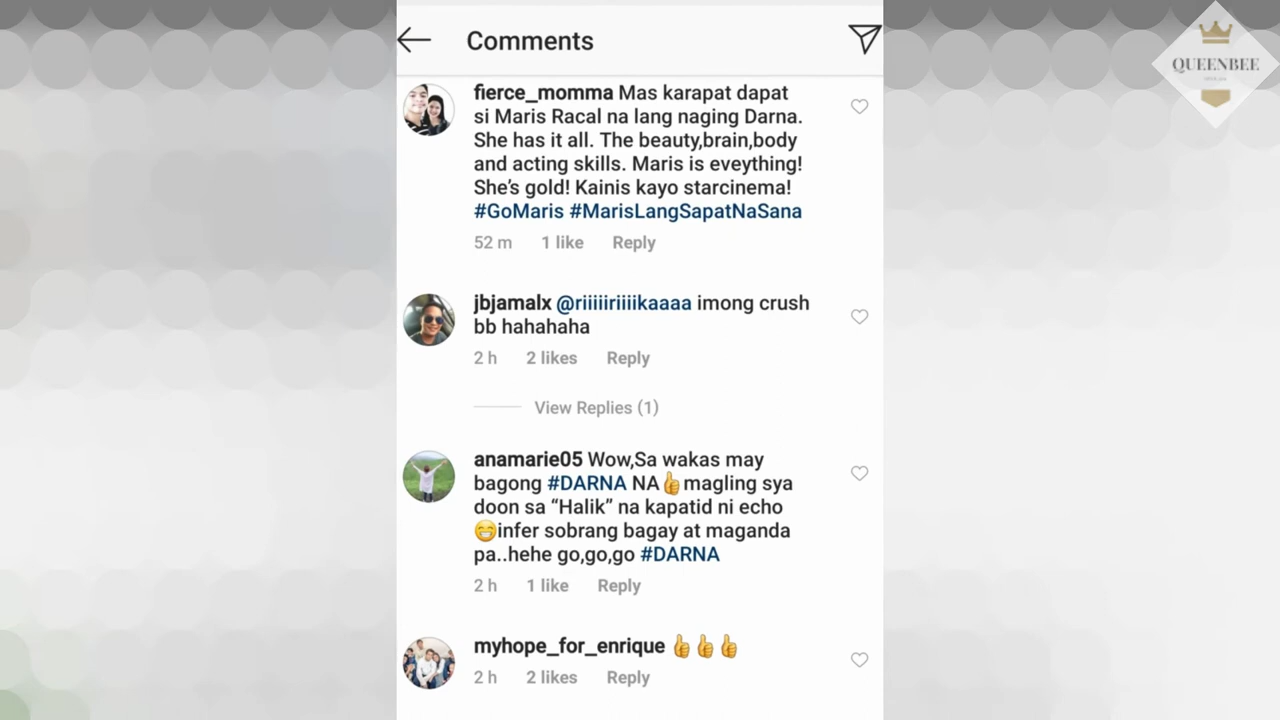 Comments
QUEENBEE
fierce_momma Mas karapat dapat
si Maris Racal na lang naging Darna.
She has it all. The beauty,brain,body
and acting skills. Maris is eveything!
She's gold! Kainis kayo starcinema!
#GoMaris #MarisLangSapatNaSana
52 m 1 like Reply
jbjamalx @riiiiiriiiikaaaa imong crush
bb hahahaha
2 h 2 likes Reply
View Replies (1)
anamarie05 Wow,Sa wakas may
bagong #DARNA NA👍magling sya
doon sa “Halik” na kapatid ni echo
😁infer sobrang bagay at maganda
pa..hehe go,go,go #DARNA
2 h 1 like Reply
myhope_for_enrique 👍👍👍
2 h 2 likes Reply